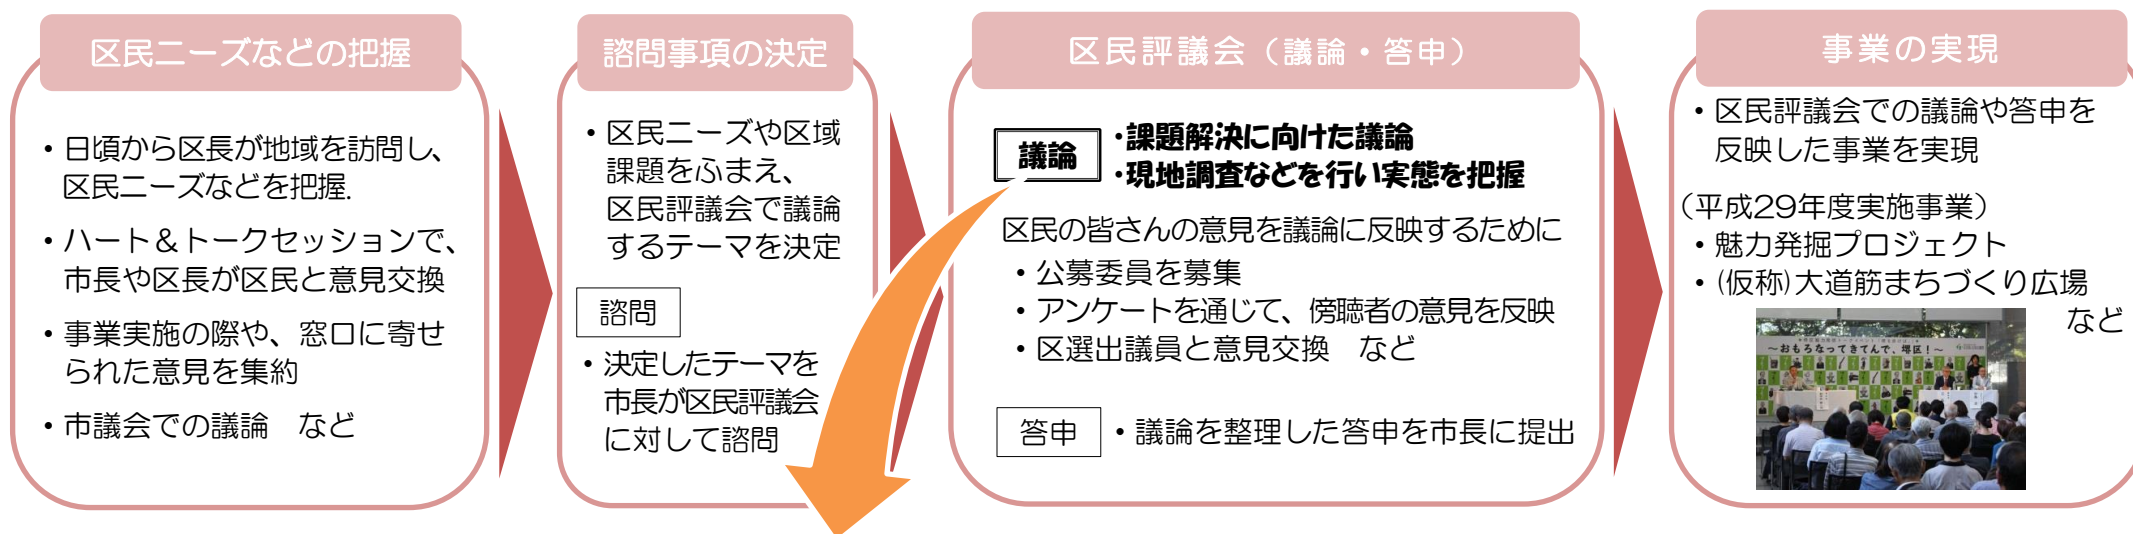 区民ニーズなどの把握
・日頃から区長が地域を訪問し、
区民ニーズなどを把握.
・ハート＆トークセッションで、
市長や区長が区民と意見交換
・事業実施の際や、窓口に寄せ
られた意見を集約
・市議会での議論　など
諮問事項の決定
・区民ニーズや区域
課題をふまえ、
区民評議会で議論
するテーマを決定
諮問
・決定したテーマを
市長が区民評議会
に対して諮問
区民評議会（議論・答申）
議論
・課題解決に向けた議論
・現地調査などを行い実態を把握
区民の皆さんの意見を議論に反映するために
・公募委員を募集
・アンケートを通じて、傍聴者の意見を反映
・区選出議員と意見交換　など
答申
・議論を整理した答申を市長に提出
事業の実現
・区民評議会での議論や答申を
反映した事業を実現
（平成29年度実施事業）
・魅力発掘プロジェクト
・(仮称)大道筋まちづくり広場
など
～おもろなってきてんで、堺区！～